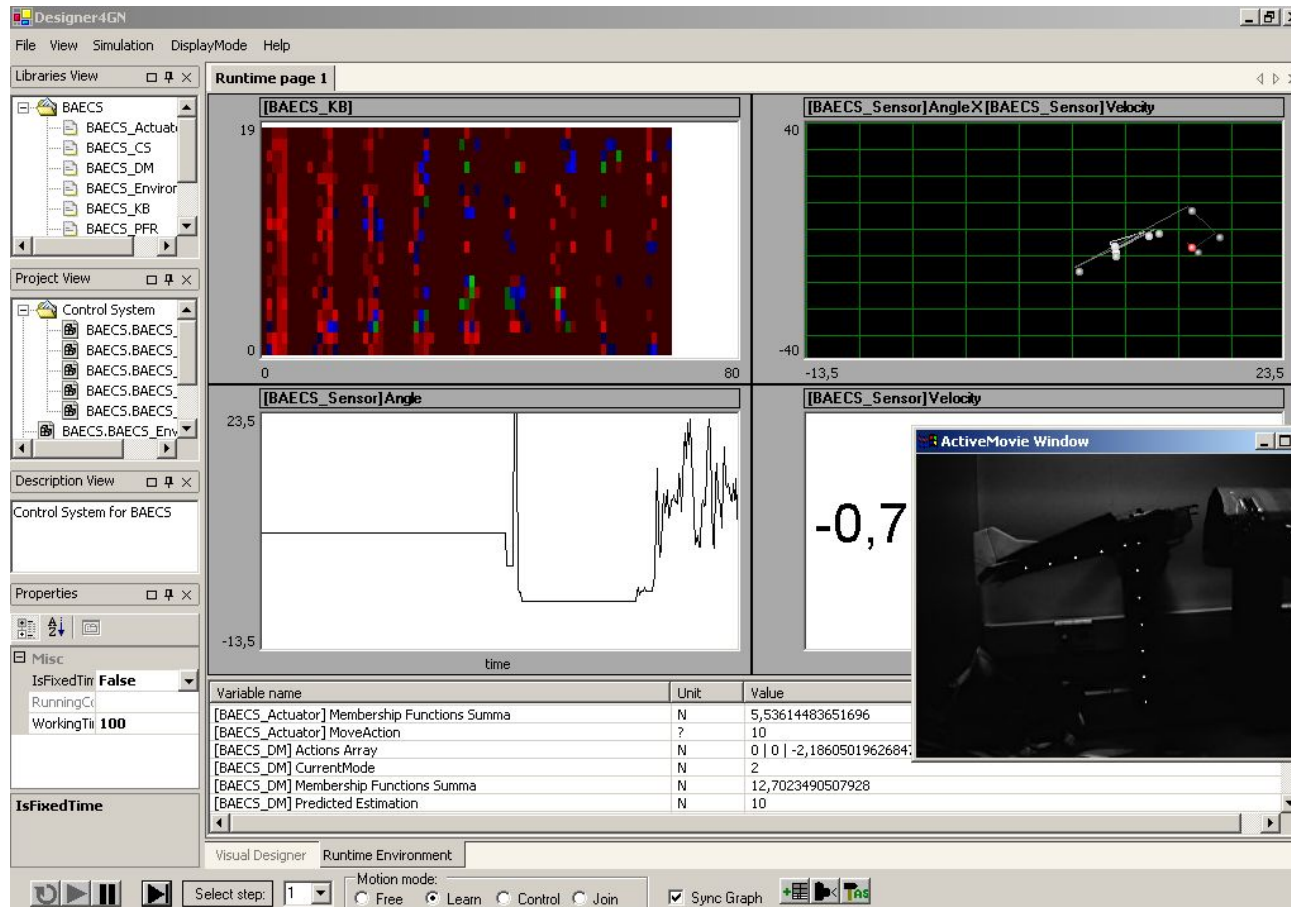 Designer4GN
File View Simulation DisplayMode Help
Libraries View
BAECS
BAECS_Actuat
BAECS_CS
BAECS_DM
BAECS_Environ
BAECS_KB
BAECS_PFR
Project View
Control System
BAECS.BAECS_
BAECS.BAECS_
BAECS.BAECS_
BAECS.BAECS_
BAECS.BAECS_
BAECS.BAECS_Env
Description View
Control System for BAECS
Properties
Misc
IsFixedTim False
RunningCo
WorkingTi 100
IsFixedTime
Runtime page 1
[BAECS_KB]
19
0
0 80
[BAECS_Sensor]AngleX[BAECS_Sensor]Velocity
40
-40
-13,5 23,5
[BAECS_Sensor]Angle
23,5
-13,5
time
[BAECS_Sensor]Velocity
-0,7
ActiveMovie Window
Variable name Unit Value
[BAECS_Actuator] Membership Functions Summa N 5,53614483651696
[BAECS_Actuator] MoveAction ? 10
[BAECS_DM] Actions Array N 0 | 0 | -2,1860501962684
[BAECS_DM] CurrentMode N 2
[BAECS_DM] Membership Functions Summa N 12,7023490507928
[BAECS_DM] Predicted Estimation N 10
Visual Designer Runtime Environment
Select step: 1
Motion mode:
Free Learn Control Join
Sync Graph
TAS